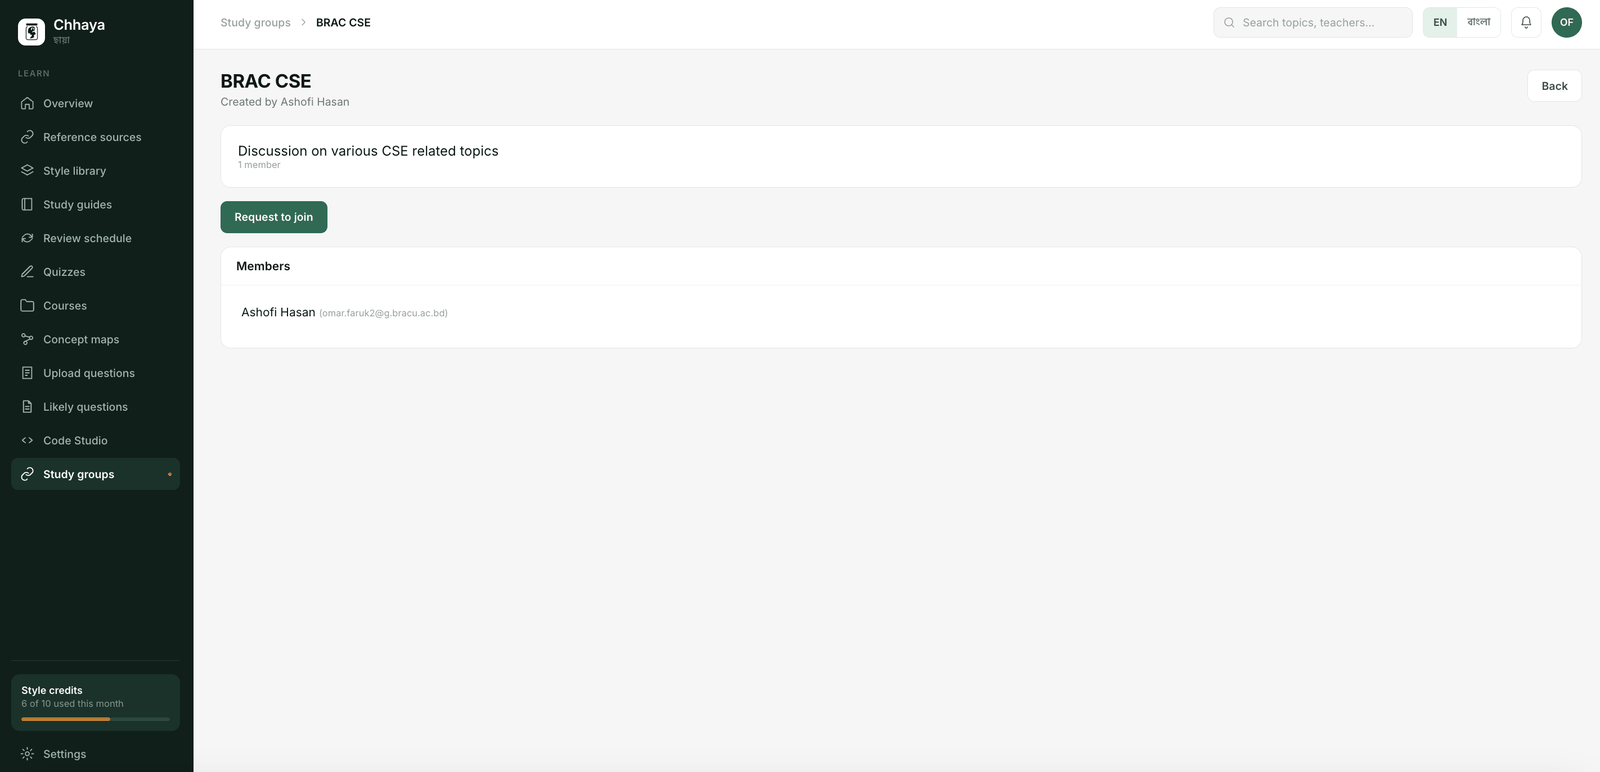 Chhaya
ছায়া
LEARN
Overview
Reference sources
Style library
Study guides
Review schedule
Quizzes
Courses
Concept maps
Upload questions
Likely questions
Code Studio
Study groups
Style credits
6 of 10 used this month
Settings
Study groups > BRAC CSE
Search topics, teachers...
EN
বাংলা
OF
BRAC CSE
Created by Ashofi Hasan
Back
Discussion on various CSE related topics
1 member
Request to join
Members
Ashofi Hasan (omar.faruk2@g.bracu.ac.bd)